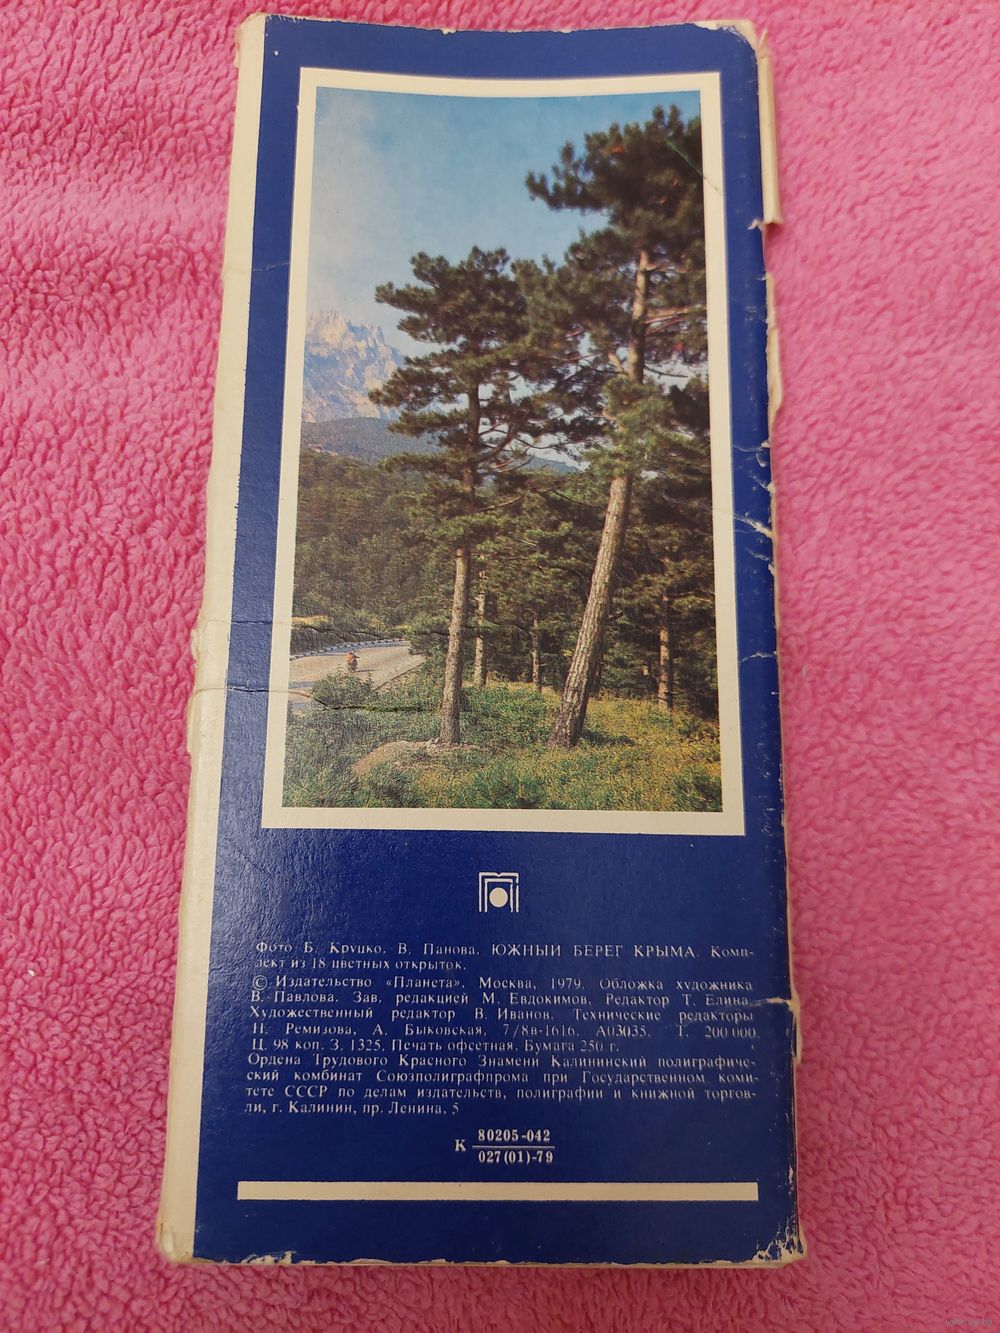 Фото Б. Круцко, В. Панова. ЮЖНЫЙ БЕРЕГ КРЫМА. Комп-
лект из 18 цветных открыток.
© Издательство «Планета», Москва, 1979. Обложка художника
В. Павлова. Зав. редакцией М. Евдокимов. Редактор Т. Елина.
Художественный редактор В. Иванов. Технические редакторы
Н. Ремизова, А. Быковская. 7/8в-1616. А03035. Т. 200 000.
Ц. 98 коп. З. 1325. Печать офсетная. Бумага 250 г.
Ордена Трудового Красного Знамени Калининский полиграфиче-
ский комбинат Союзполиграфпрома при Государственном коми-
тете СССР по делам издательств, полиграфии и книжной торгов-
ли, г. Калинин, пр. Ленина, 5
К 80205-042
027(01)-79
www.ay.by